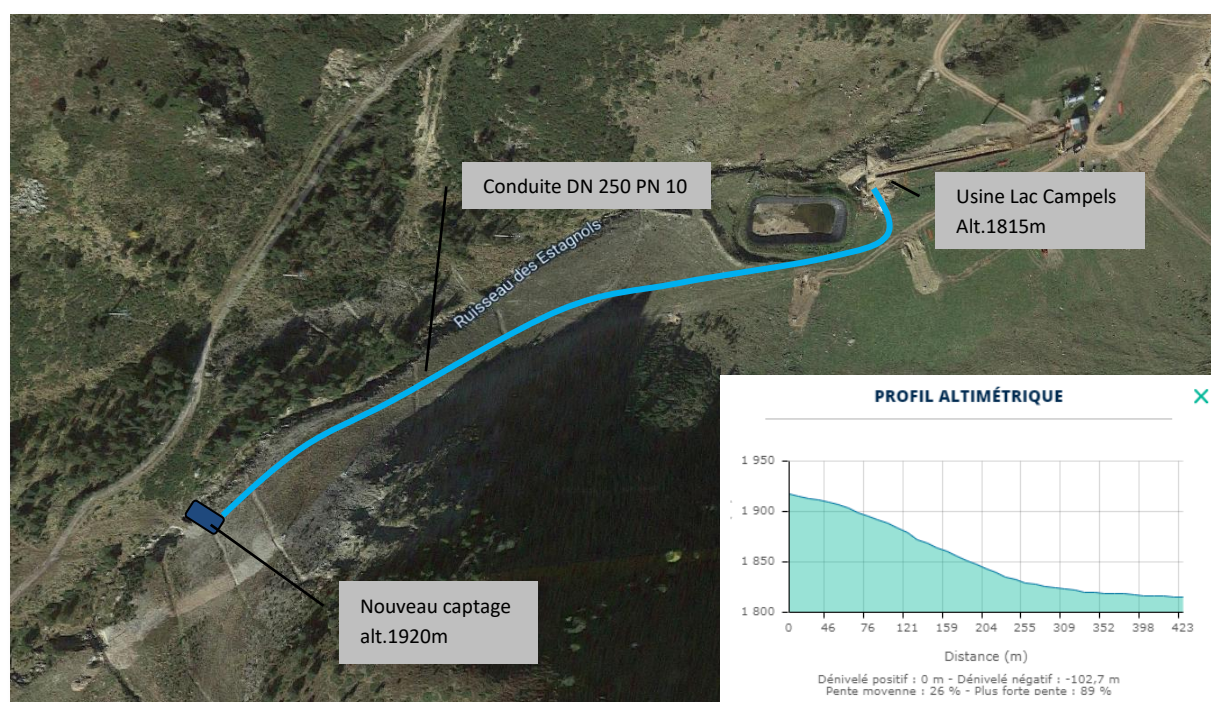 Conduite DN 250 PN 10
Usine Lac Campels
Alt.1815m
Ruisseau des Estagnols
Nouveau captage
alt.1920m
PROFIL ALTIMÉTRIQUE
1 950
1 900
1 850
1 800
0 46 76 121 159 204 255 309 352 398 423
Distance (m)
Dénivelé positif : 0 m - Dénivelé négatif : -102,7 m
Pente moyenne : 26 % - Plus forte pente : 89 %